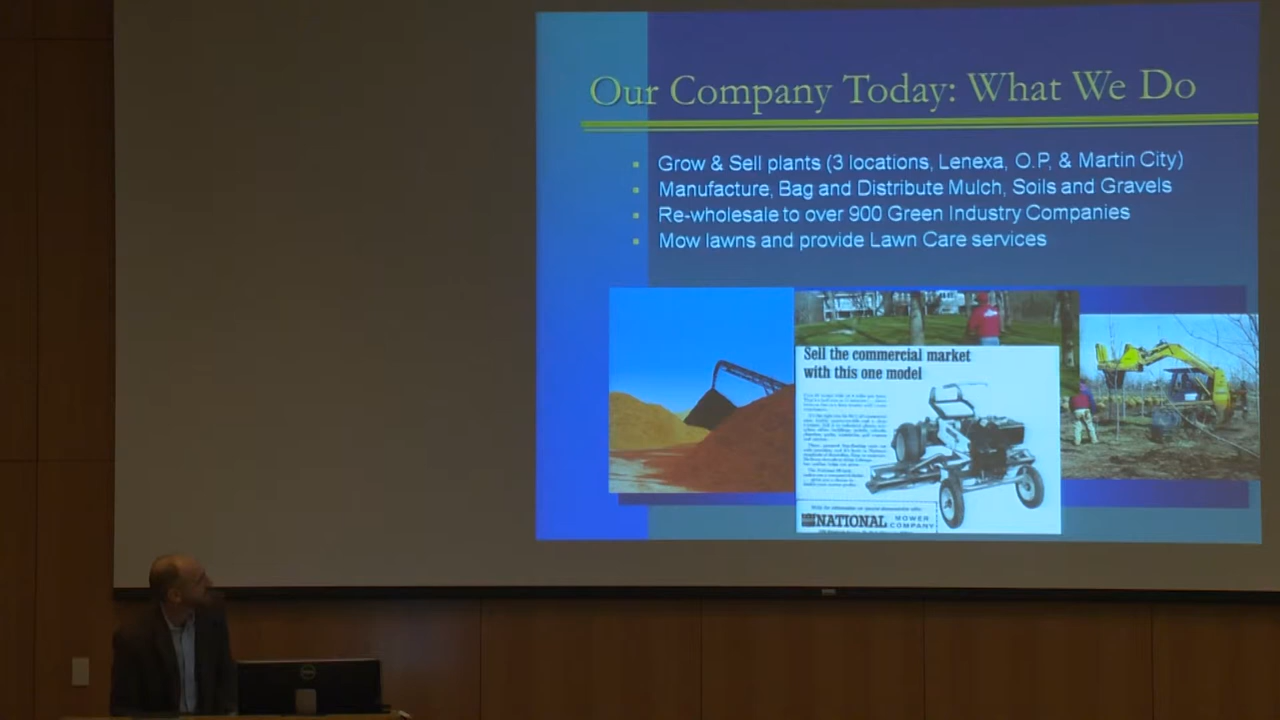 Our Company Today: What We Do
Grow & Sell plants (3 locations, Lenexa, O.P, & Martin City)
Manufacture, Bag and Distribute Mulch, Soils and Gravels
Re-wholesale to over 900 Green Industry Companies
Mow lawns and provide Lawn Care services
Sell the commercial market
with this one model
NATIONAL MOWER
COMPANY
DELL